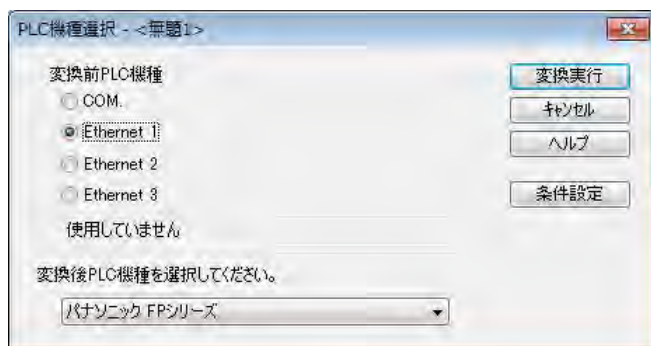 PLC機種選択 - <無題1>
変換前PLC機種
COM.
Ethernet 1
Ethernet 2
Ethernet 3
使用していません
変換後PLC機種を選択してください。
パナソニック FPシリーズ
変換実行
キャンセル
ヘルプ
条件設定